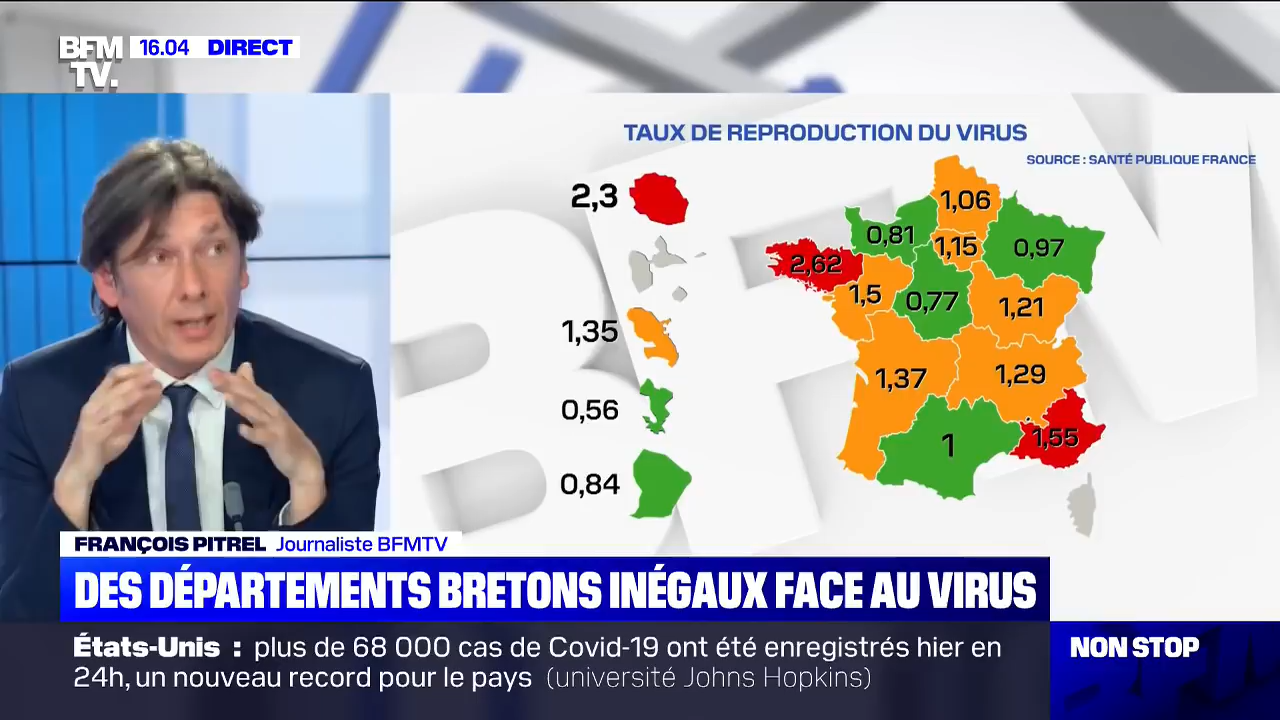 BFM
TV.
16.04 DIRECT
TAUX DE REPRODUCTION DU VIRUS
SOURCE : SANTÉ PUBLIQUE FRANCE
2,3
1,35
0,56
0,84
1,06
0,81
1,15
0,97
2,62
1,5
0,77
1,21
1,37
1,29
1
1,55
FRANÇOIS PITREL Journaliste BFMTV
DES DÉPARTEMENTS BRETONS INÉGAUX FACE AU VIRUS
États-Unis : plus de 68 000 cas de Covid-19 ont été enregistrés hier en
24h, un nouveau record pour le pays (université Johns Hopkins)
NON STOP